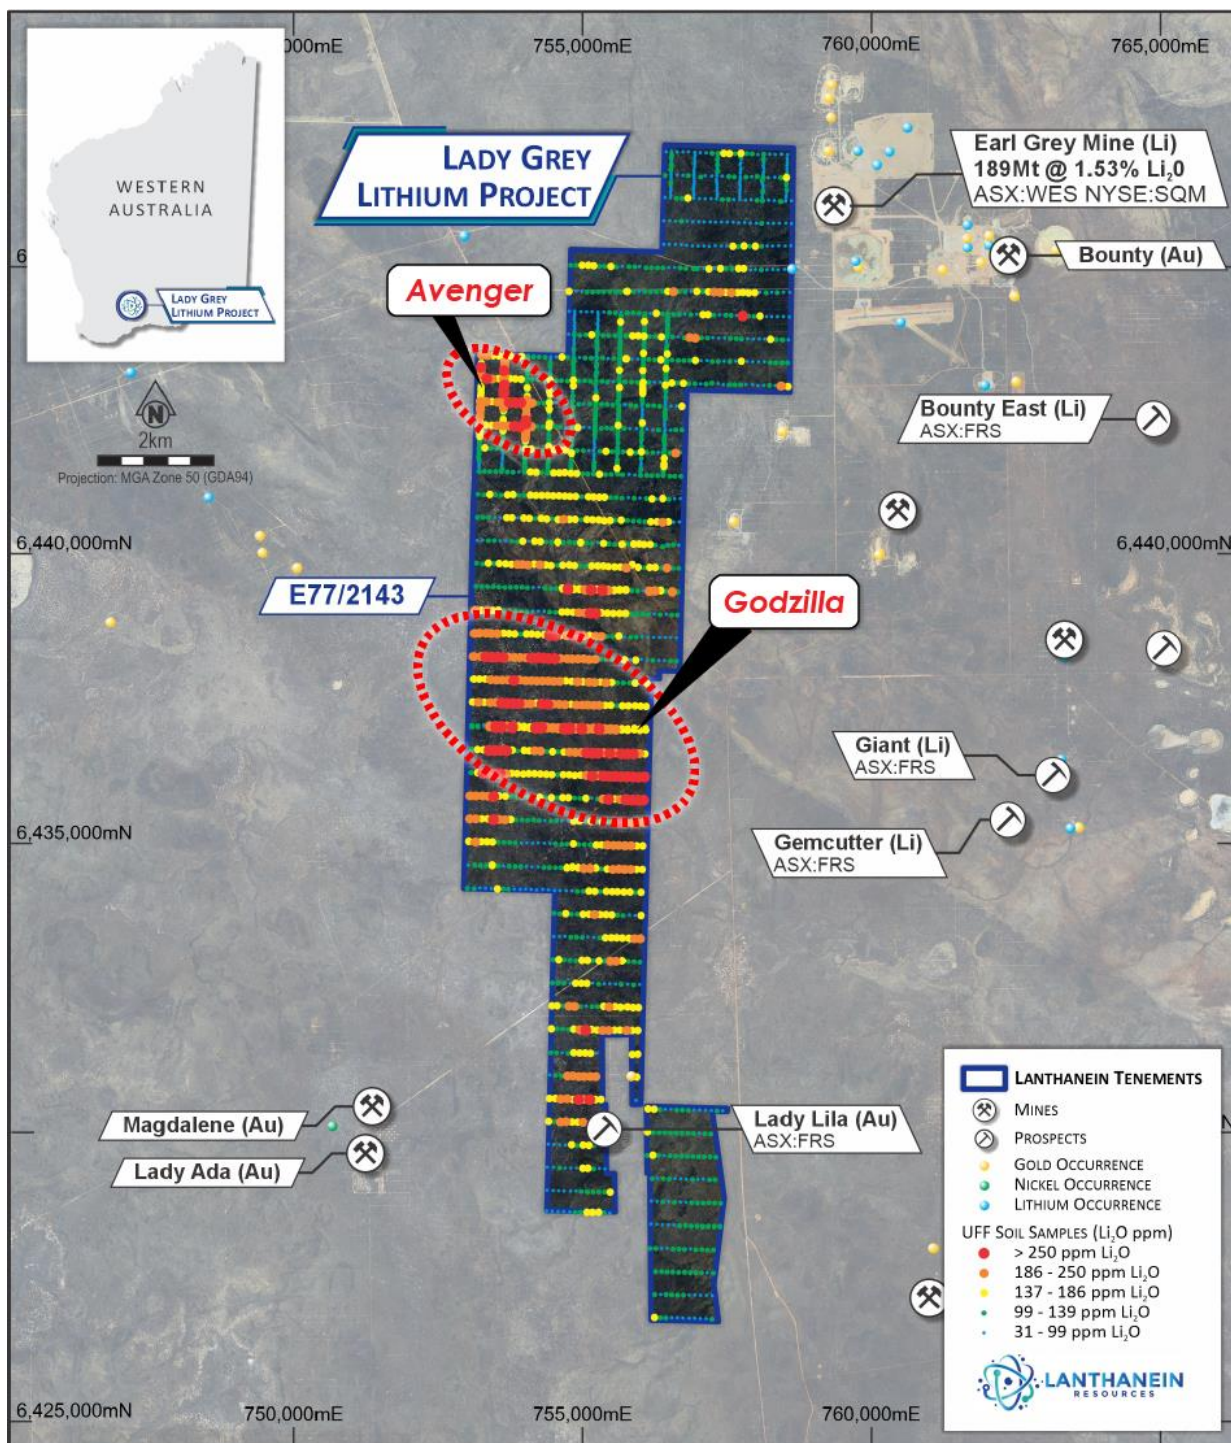 000mE
755,000mE
760,000mE
765,000mE
WESTERN
AUSTRALIA
LADY GREY
LITHIUM PROJECT
LADY GREY
LITHIUM PROJECT
Earl Grey Mine (Li)
189Mt @ 1.53% Li₂0
ASX:WES NYSE:SQM
Bounty (Au)
6
Avenger
N
2km
Projection: MGA Zone 50 (GDA94)
Bounty East (Li)
ASX:FRS
6,440,000mN
6,440,000mN
E77/2143
Godzilla
Giant (Li)
ASX:FRS
6,435,000mN
Gemcutter (Li)
ASX:FRS
Magdalene (Au)
Lady Ada (Au)
Lady Lila (Au)
ASX:FRS
N
LANTHANEIN TENEMENTS
MINES
PROSPECTS
GOLD OCCURRENCE
NICKEL OCCURRENCE
LITHIUM OCCURRENCE
UFF SOIL SAMPLES (Li₂O ppm)
> 250 ppm Li₂O
186 - 250 ppm Li₂O
137 - 186 ppm Li₂O
99 - 139 ppm Li₂O
31 - 99 ppm Li₂O
LANTHANEIN
RESOURCES
6,425,000mN
750,000mE
755,000mE
760,000mE